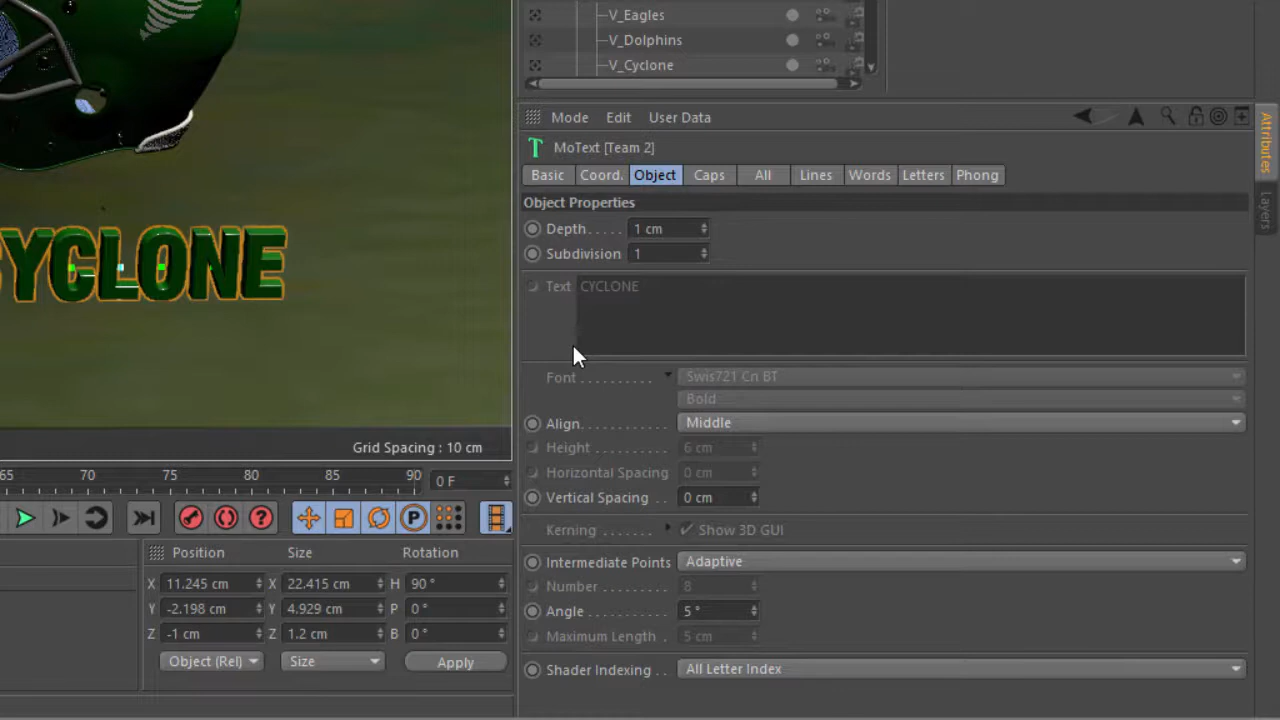 V_Eagles
V_Dolphins
V_Cyclone
Mode Edit User Data
MoText [Team 2]
Basic Coord. Object Caps All Lines Words Letters Phong
Object Properties
Depth . . . . . 1 cm
Subdivision 1
Text CYCLONE
Font . . . . . . . . . . Swis721 Cn BT
Bold
Align. . . . . . . . . . Middle
Height . . . . . . . . 6 cm
Horizontal Spacing 0 cm
Vertical Spacing . . 0 cm
Kerning . . . . . . . Show 3D GUI
Intermediate Points Adaptive
Number . . . . . . . 8
Angle . . . . . . . . . 5 °
Maximum Length . 5 cm
Shader Indexing . . All Letter Index
Attributes
Layers
YCLONE
Grid Spacing : 10 cm
65 70 75 80 85 90 0 F
P
Position Size Rotation
X 11.245 cm X 22.415 cm H 90 °
Y -2.198 cm Y 4.929 cm P 0 °
Z -1 cm Z 1.2 cm B 0 °
Object (Rel) Size Apply